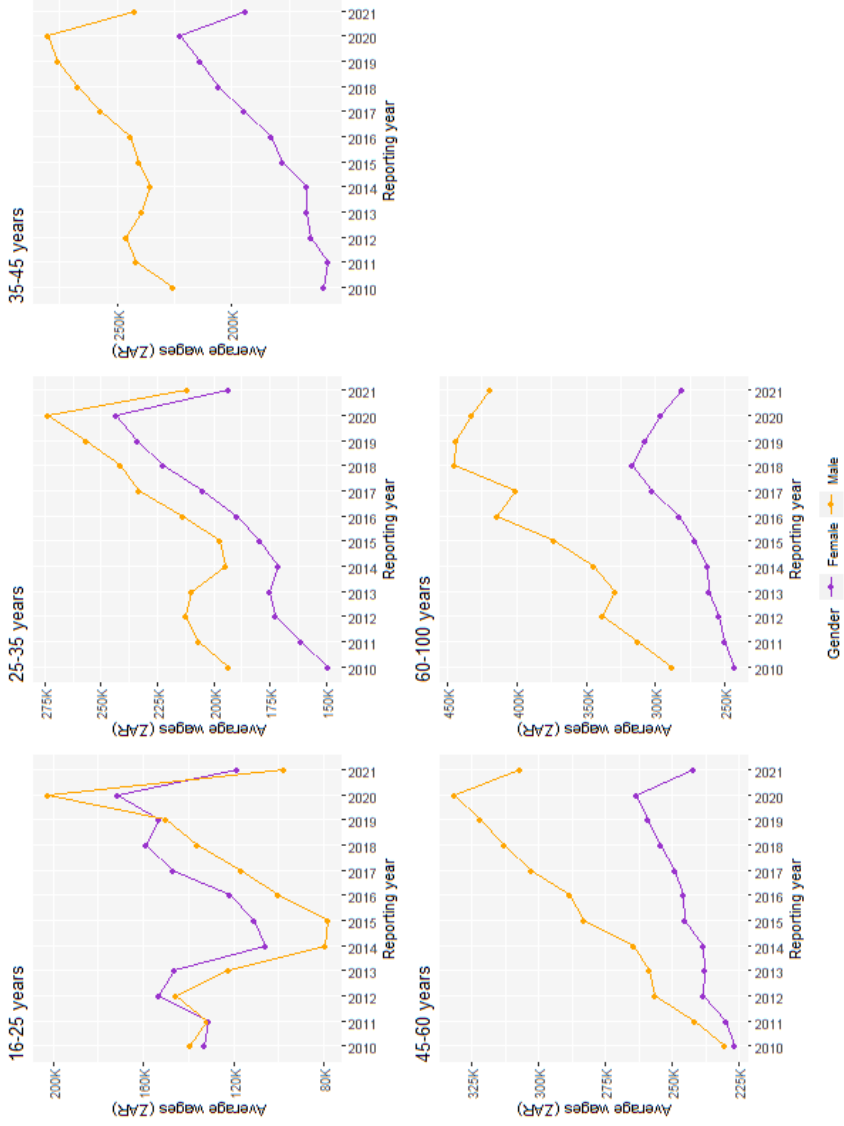 16-25 years
Average wages (ZAR)
200K
160K
120K
80K
2010 2011 2012 2013 2014 2015 2016 2017 2018 2019 2020 2021
Reporting year
25-35 years
Average wages (ZAR)
275K
250K
225K
200K
175K
150K
2010 2011 2012 2013 2014 2015 2016 2017 2018 2019 2020 2021
Reporting year
35-45 years
Average wages (ZAR)
250K
200K
2010 2011 2012 2013 2014 2015 2016 2017 2018 2019 2020 2021
Reporting year
45-60 years
Average wages (ZAR)
325K
300K
275K
250K
225K
2010 2011 2012 2013 2014 2015 2016 2017 2018 2019 2020 2021
Reporting year
60-100 years
Average wages (ZAR)
450K
400K
350K
300K
250K
2010 2011 2012 2013 2014 2015 2016 2017 2018 2019 2020 2021
Reporting year
Gender Female Male